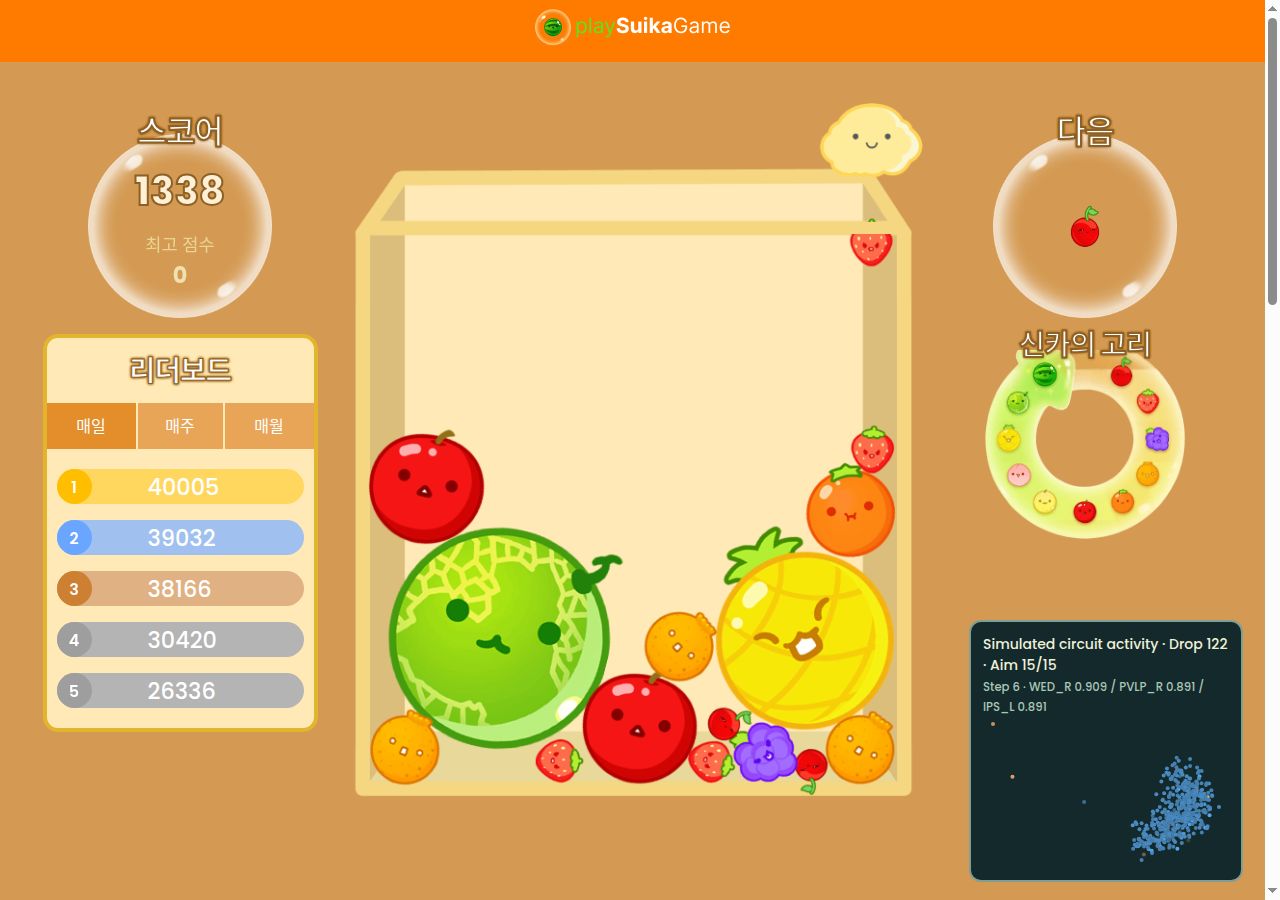 playSuikaGame
스코어
1338
최고 점수
0
다음
신카의 고리
리더보드
매일 매주 매월
1 40005
2 39032
3 38166
4 30420
5 26336
Simulated circuit activity · Drop 122
· Aim 15/15
Step 6 · WED_R 0.909 / PVLP_R 0.891 /
IPS_L 0.891